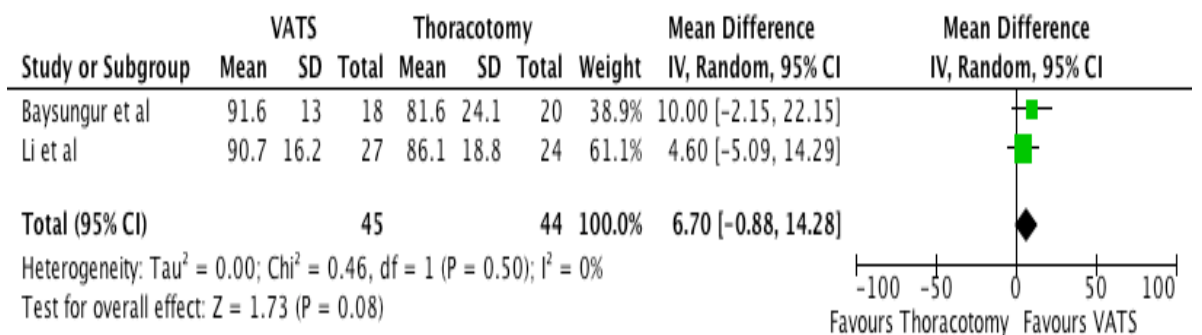 VATS Thoracotomy Mean Difference Mean Difference
Study or Subgroup Mean SD Total Mean SD Total Weight IV, Random, 95% CI IV, Random, 95% CI
Baysungur et al 91.6 13 18 81.6 24.1 20 38.9% 10.00 [−2.15, 22.15]
Li et al 90.7 16.2 27 86.1 18.8 24 61.1% 4.60 [−5.09, 14.29]
Total (95% CI) 45 44 100.0% 6.70 [−0.88, 14.28]
Heterogeneity: Tau² = 0.00; Chi² = 0.46, df = 1 (P = 0.50); I² = 0%
Test for overall effect: Z = 1.73 (P = 0.08)
−100 −50 0 50 100
Favours Thoracotomy Favours VATS